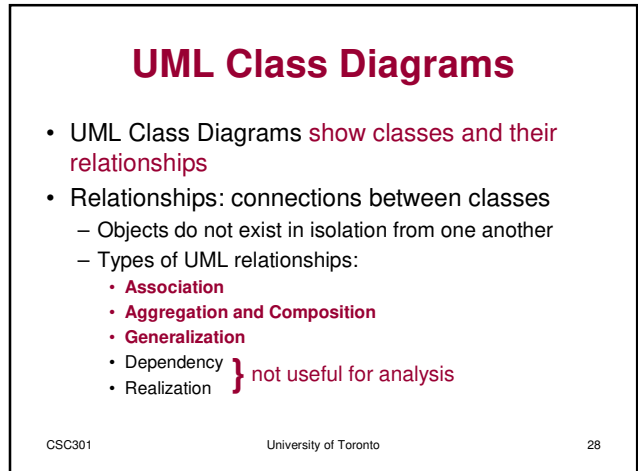 UML Class Diagrams
• UML Class Diagrams show classes and their
relationships
• Relationships: connections between classes
– Objects do not exist in isolation from one another
– Types of UML relationships:
• Association
• Aggregation and Composition
• Generalization
• Dependency
• Realization
} not useful for analysis
CSC301 University of Toronto 28